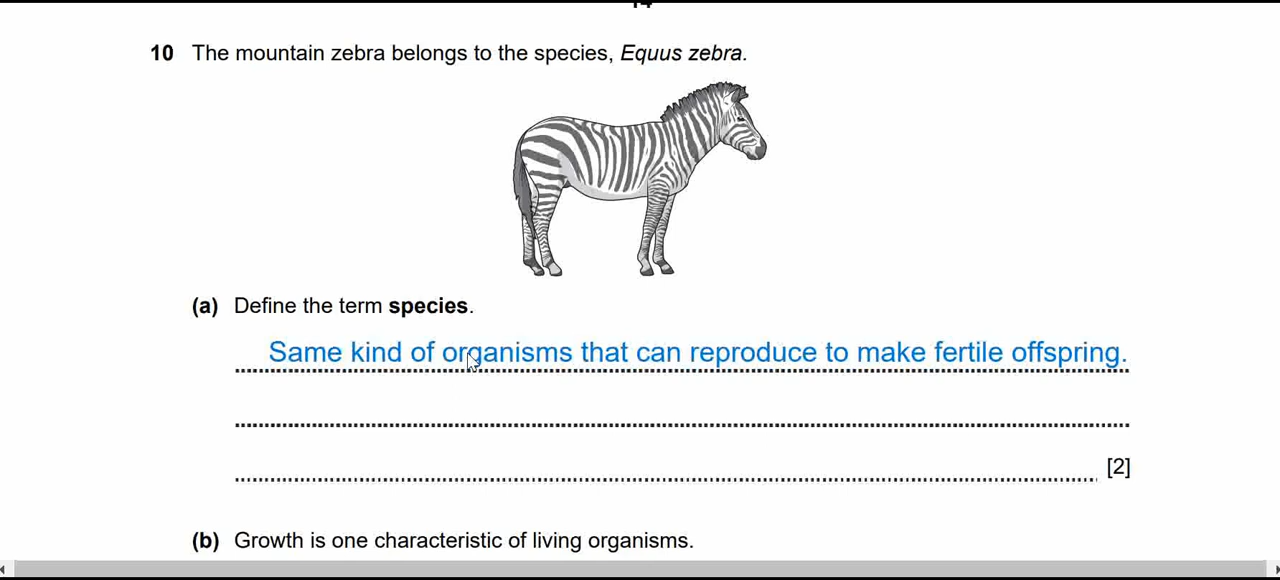 10 The mountain zebra belongs to the species, Equus zebra.
(a) Define the term species.
Same kind of organisms that can reproduce to make fertile offspring.
[2]
(b) Growth is one characteristic of living organisms.